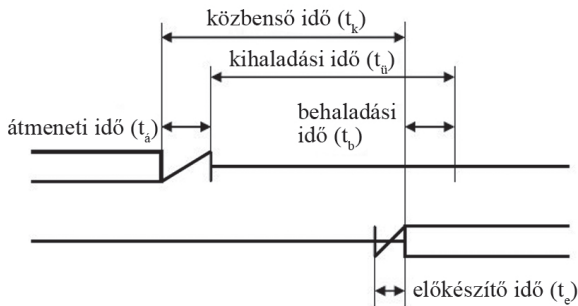 közbenső idő (tk)
kihaladási idő (tü)
behaladási
idő (tb)
átmeneti idő (tá)
előkészítő idő (te)